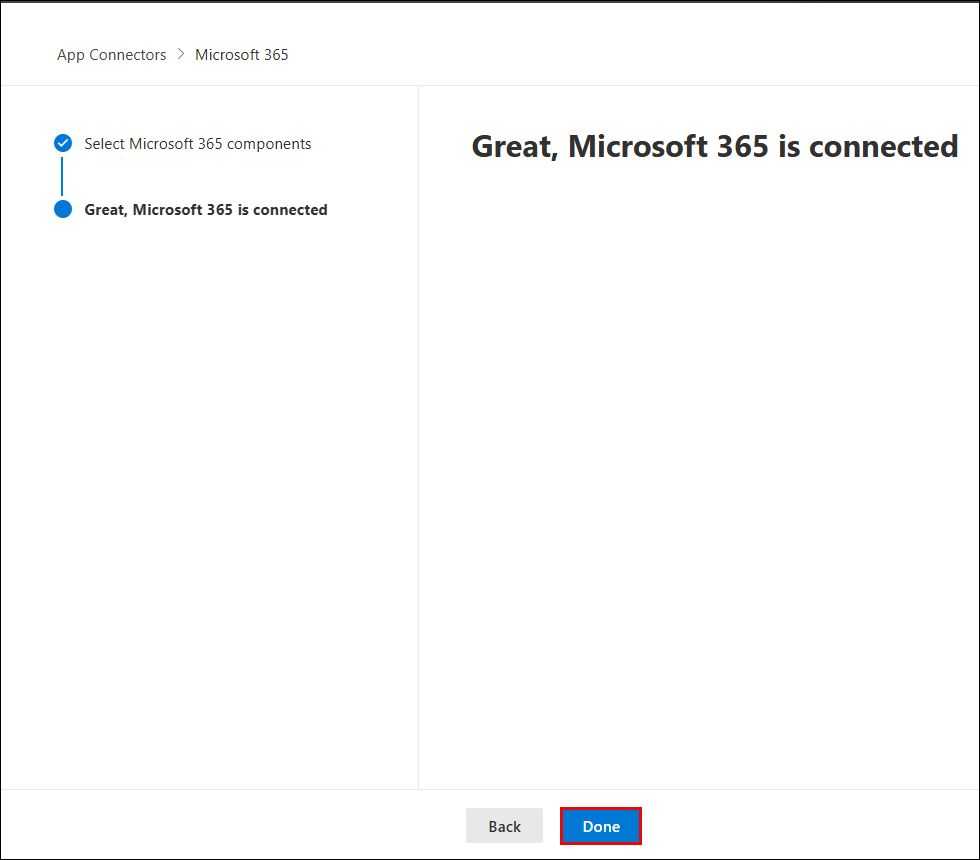 App Connectors > Microsoft 365
Select Microsoft 365 components
Great, Microsoft 365 is connected
Great, Microsoft 365 is connected
Back
Done